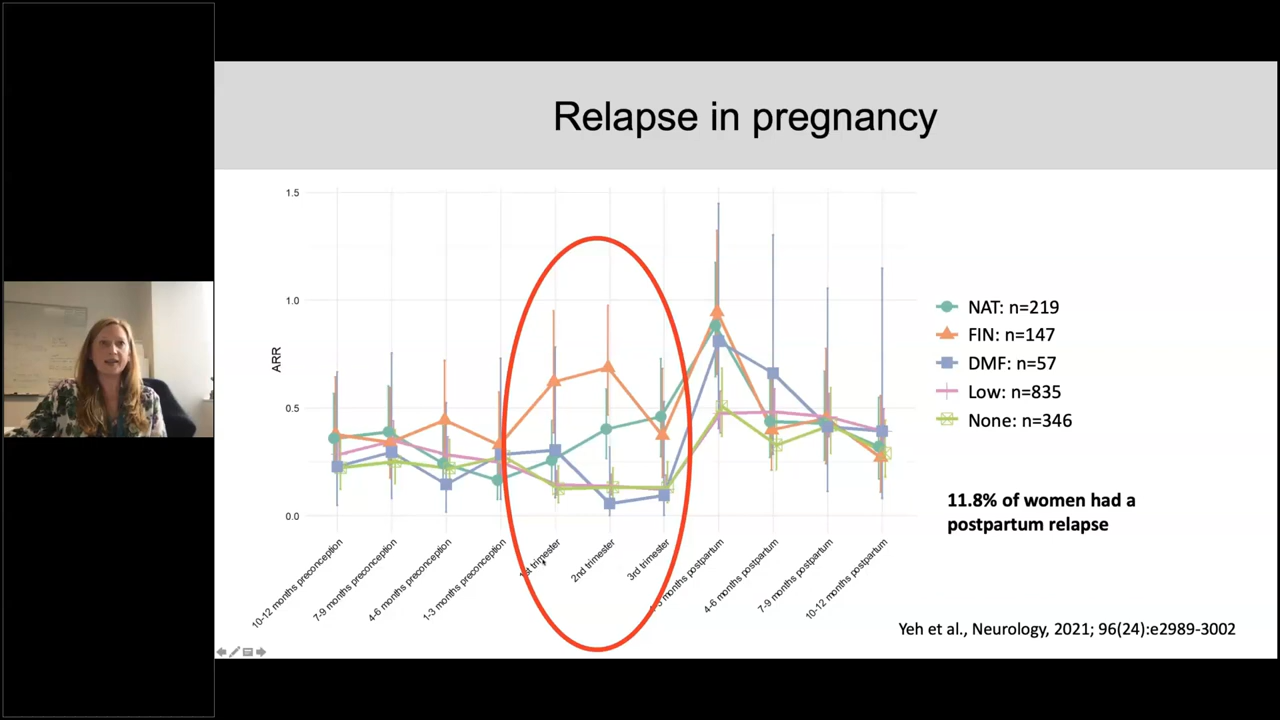 Relapse in pregnancy
1.5
1.0
0.5
0.0
ARR
10-12 months preconception
7-9 months preconception
4-6 months preconception
1-3 months preconception
1st trimester
2nd trimester
3rd trimester
1-3 months postpartum
4-6 months postpartum
7-9 months postpartum
10-12 months postpartum
NAT: n=219
FIN: n=147
DMF: n=57
Low: n=835
None: n=346
11.8% of women had a
postpartum relapse
Yeh et al., Neurology, 2021; 96(24):e2989-3002